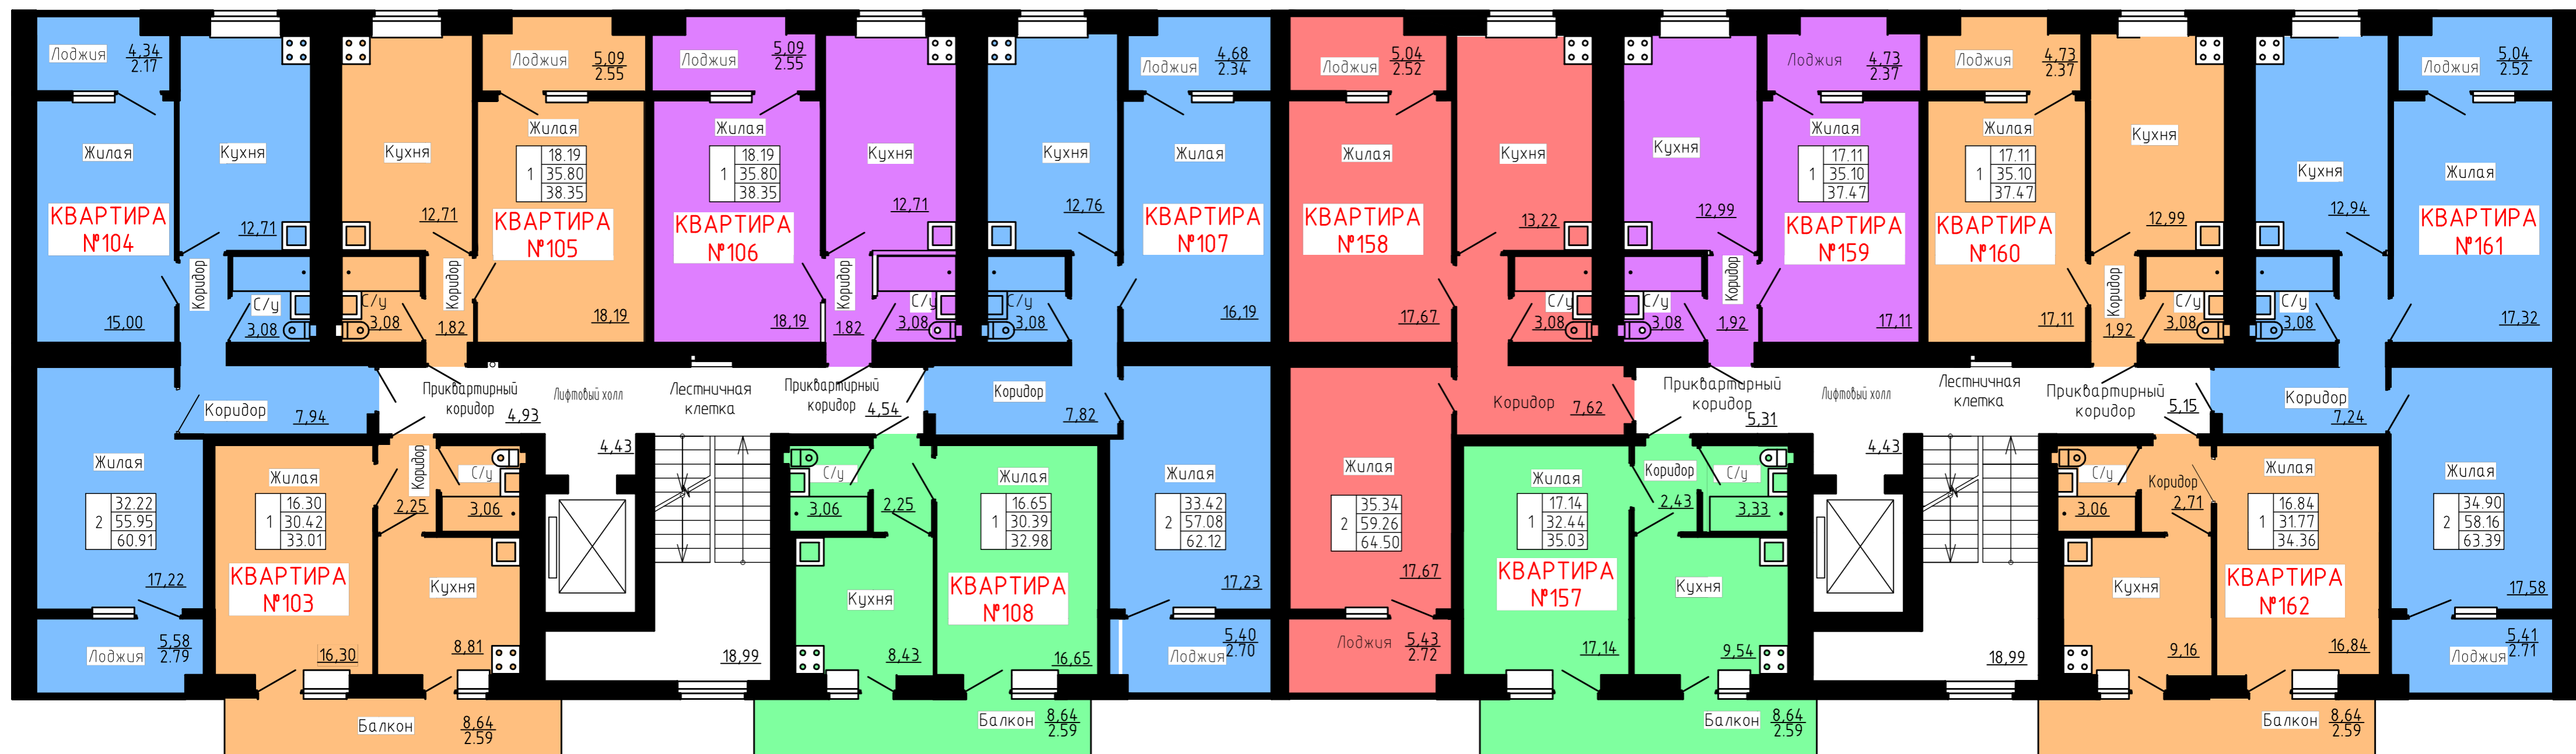 Лоджия
4.34
2.17
Жилая
КВАРТИРА
№104
15.00
Кухня
12,71
Коридор
С/у
3,08
Коридор
7,94
Жилая
2
32.22
55.95
60.91
17,22
Лоджия
5,58
2.79
Кухня
12,71
С/у
3,08
Коридор
1,82
Лоджия
5,09
2.55
Жилая
1
18.19
35.80
38.35
КВАРТИРА
№105
18,19
Лоджия
5,09
2.55
Жилая
1
18.19
35.80
38.35
КВАРТИРА
№106
18,19
Кухня
12,71
Коридор
1.82
С/у
3,08
Кухня
12,76
С/у
3,08
Лоджия
4,68
2.34
Жилая
КВАРТИРА
№107
16,19
Коридор
7,82
Жилая
2
33.42
57.08
62.12
17,23
Лоджия
5,40
2.70
Приквартирный
коридор
4,93
Лифтовый холл
4,43
Лестничная
клетка
Приквартирный
коридор
4,54
18,99
Жилая
1
16.30
30.42
33.01
КВАРТИРА
№103
16,30
Коридор
2,25
С/у
3,06
Кухня
8,81
Балкон
8,64
2.59
С/у
3,06
2,25
Кухня
8,43
Жилая
1
16.65
30.39
32.98
КВАРТИРА
№108
16,65
Балкон
8,64
2.59
Лоджия
5,04
2.52
Жилая
КВАРТИРА
№158
17,67
Кухня
13,22
С/у
3,08
Коридор
7,62
Жилая
2
35.34
59.26
64.50
17,67
Лоджия
5,43
2.72
Кухня
12,99
С/у
3,08
Коридор
1,92
Лоджия
4,73
2.37
Жилая
1
17.11
35.10
37.47
КВАРТИРА
№159
17,11
Лоджия
4,73
2.37
Жилая
1
17.11
35.10
37.47
КВАРТИРА
№160
17,11
Кухня
12,99
Коридор
1,92
С/у
3,08
Кухня
12,94
С/у
3,08
Лоджия
5,04
2.52
Жилая
КВАРТИРА
№161
17,32
Коридор
7,24
Жилая
2
34.90
58.16
63.39
17,58
Лоджия
5,41
2.71
Приквартирный
коридор
5,31
Лифтовый холл
4,43
Лестничная
клетка
Приквартирный
коридор
5,15
18,99
Жилая
1
17.14
32.44
35.03
КВАРТИРА
№157
17,14
Коридор
2,43
С/у
3,33
Кухня
9,54
Балкон
8,64
2.59
С/у
3,06
Коридор
2,71
Кухня
9,16
Жилая
1
16.84
31.77
34.36
КВАРТИРА
№162
16,84
Балкон
8,64
2.59